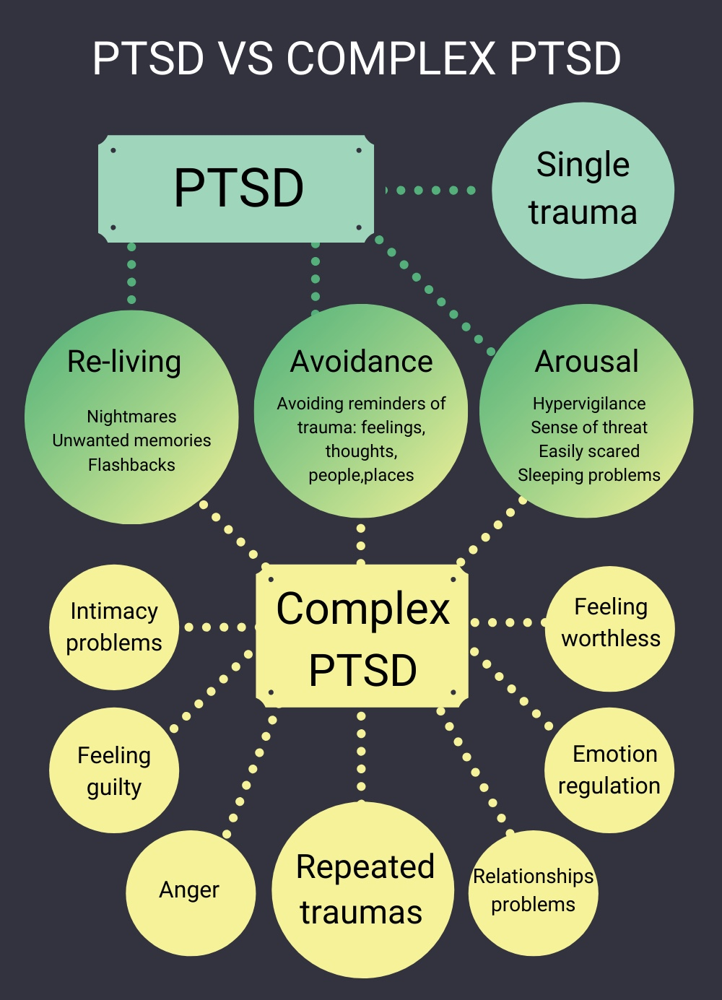 PTSD VS COMPLEX PTSD
PTSD
Single
trauma
Re-living
Nightmares
Unwanted memories
Flashbacks
Avoidance
Avoiding reminders of
trauma: feelings,
thoughts,
people,places
Arousal
Hypervigilance
Sense of threat
Easily scared
Sleeping problems
Complex
PTSD
Intimacy
problems
Feeling
worthless
Feeling
guilty
Emotion
regulation
Anger
Repeated
traumas
Relationships
problems